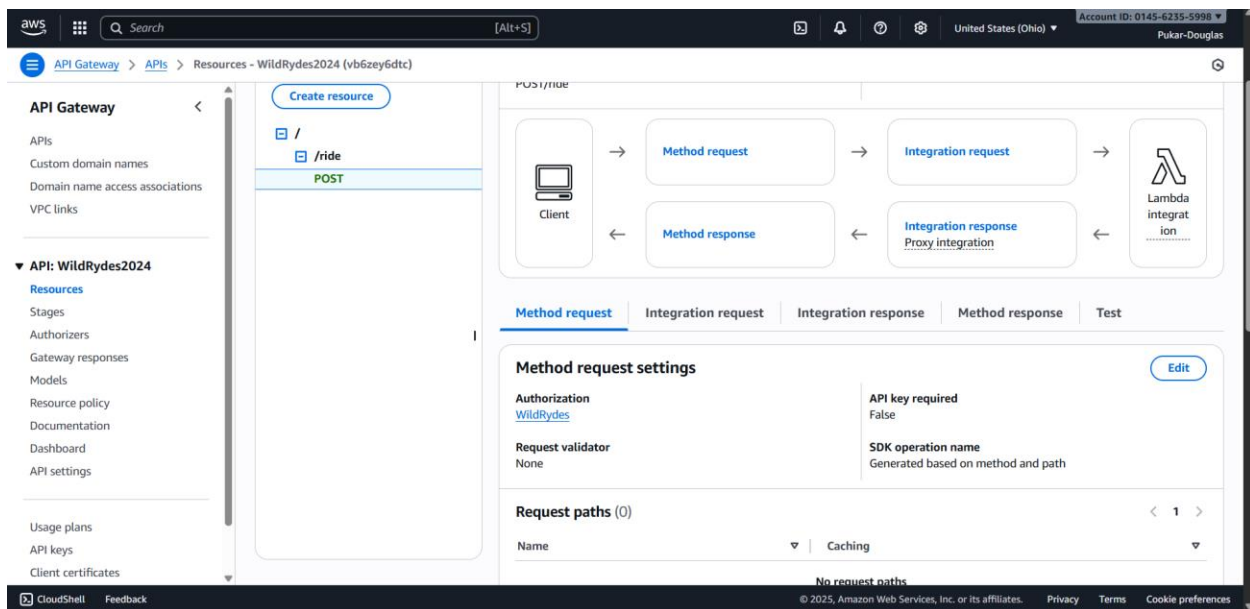 aws
Search [Alt+S]
United States (Ohio)
Account ID: 0145-6235-5998
Pukar-Douglas
API Gateway > APIs > Resources - WildRydes2024 (vb6zey6dtc)
API Gateway
APIs
Custom domain names
Domain name access associations
VPC links
API: WildRydes2024
Resources
Stages
Authorizers
Gateway responses
Models
Resource policy
Documentation
Dashboard
API settings
Usage plans
API keys
Client certificates
Create resource
/
/ride
POST
POST/ride
Client
Method request
Integration request
Method response
Integration response
Proxy integration
Lambda
integrat
ion
Method request Integration request Integration response Method response Test
Method request settings
Edit
Authorization
WildRydes
API key required
False
Request validator
None
SDK operation name
Generated based on method and path
Request paths (0)
1
Name Caching
No request paths
CloudShell Feedback
© 2025, Amazon Web Services, Inc. or its affiliates. Privacy Terms Cookie preferences